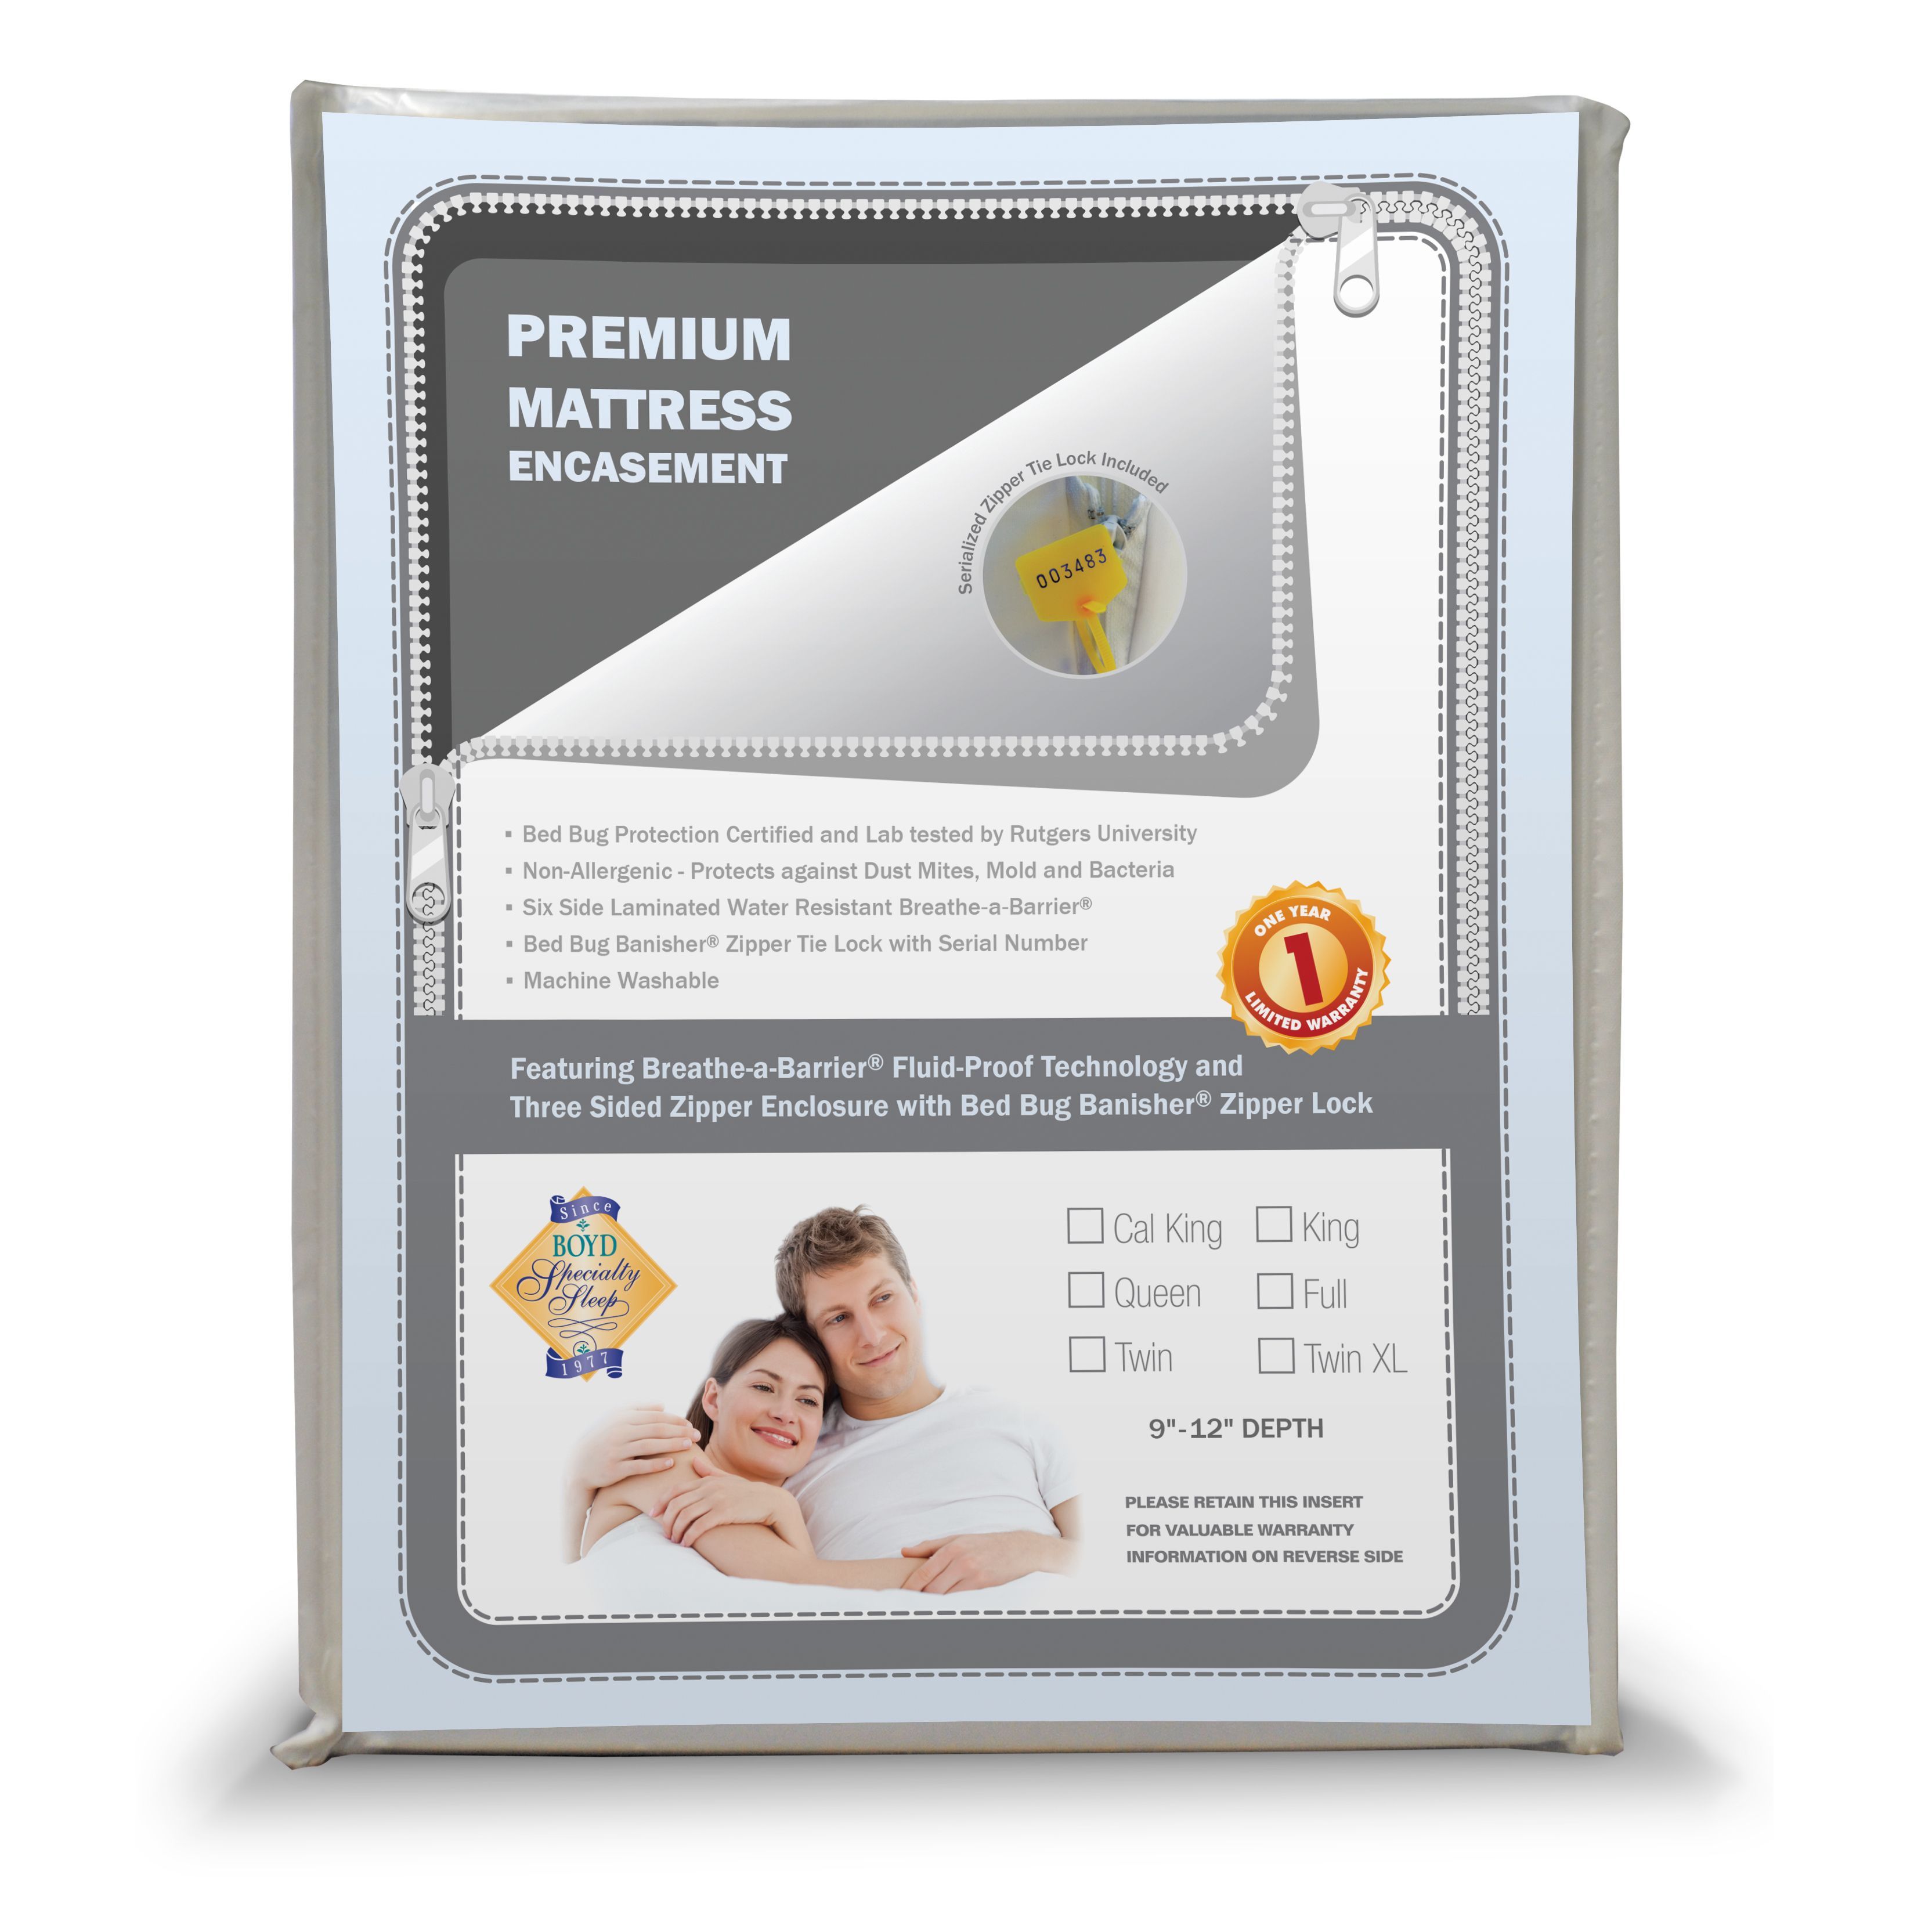 PREMIUM
MATTRESS
ENCASEMENT
Serialized Zipper Tie Lock Included
003483
▪ Bed Bug Protection Certified and Lab tested by Rutgers University
▪ Non-Allergenic - Protects against Dust Mites, Mold and Bacteria
▪ Six Side Laminated Water Resistant Breathe-a-Barrier®
▪ Bed Bug Banisher® Zipper Tie Lock with Serial Number
▪ Machine Washable
ONE YEAR
1
LIMITED WARRANTY
Featuring Breathe-a-Barrier® Fluid-Proof Technology and
Three Sided Zipper Enclosure with Bed Bug Banisher® Zipper Lock
Since
BOYD
Specialty
Sleep
1977
Cal King
King
Queen
Full
Twin
Twin XL
9"-12" DEPTH
PLEASE RETAIN THIS INSERT
FOR VALUABLE WARRANTY
INFORMATION ON REVERSE SIDE